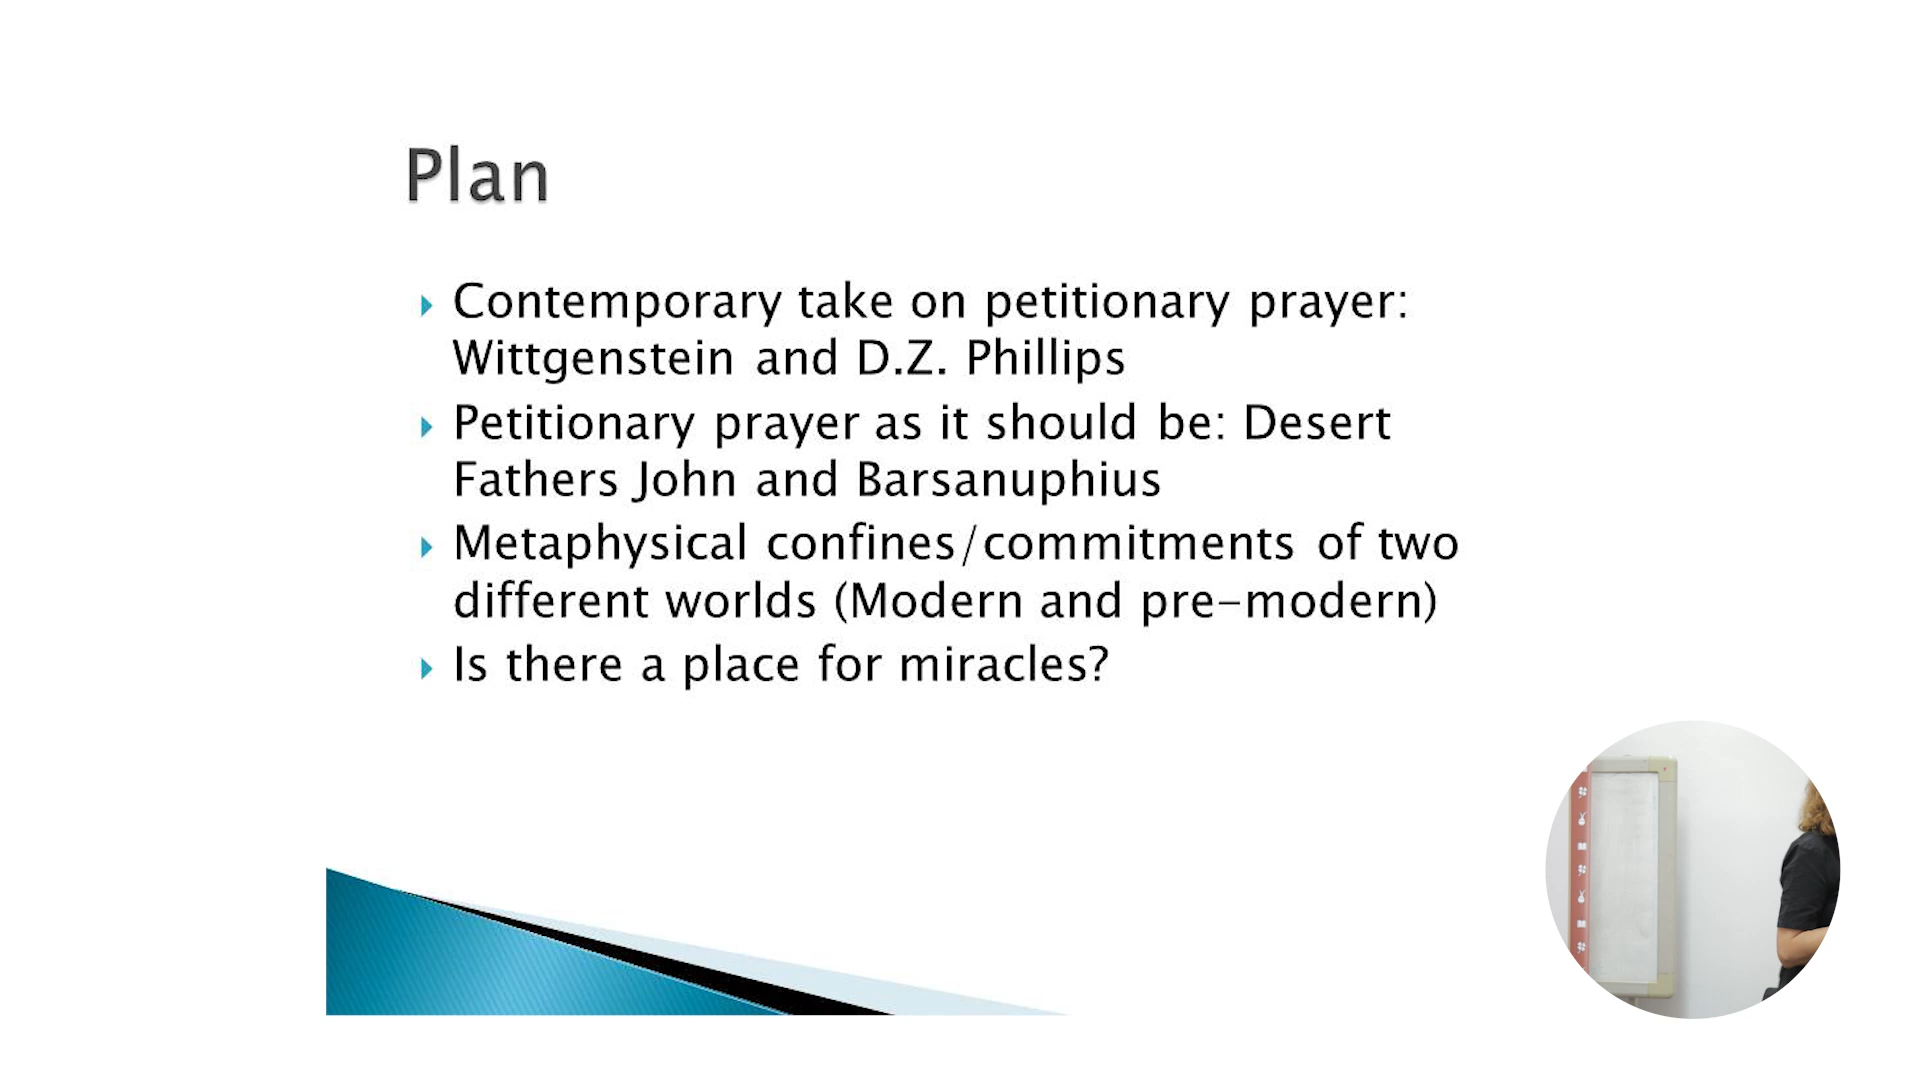 Plan
Contemporary take on petitionary prayer:
Wittgenstein and D.Z. Phillips
Petitionary prayer as it should be: Desert
Fathers John and Barsanuphius
Metaphysical confines/commitments of two
different worlds (Modern and pre-modern)
Is there a place for miracles?